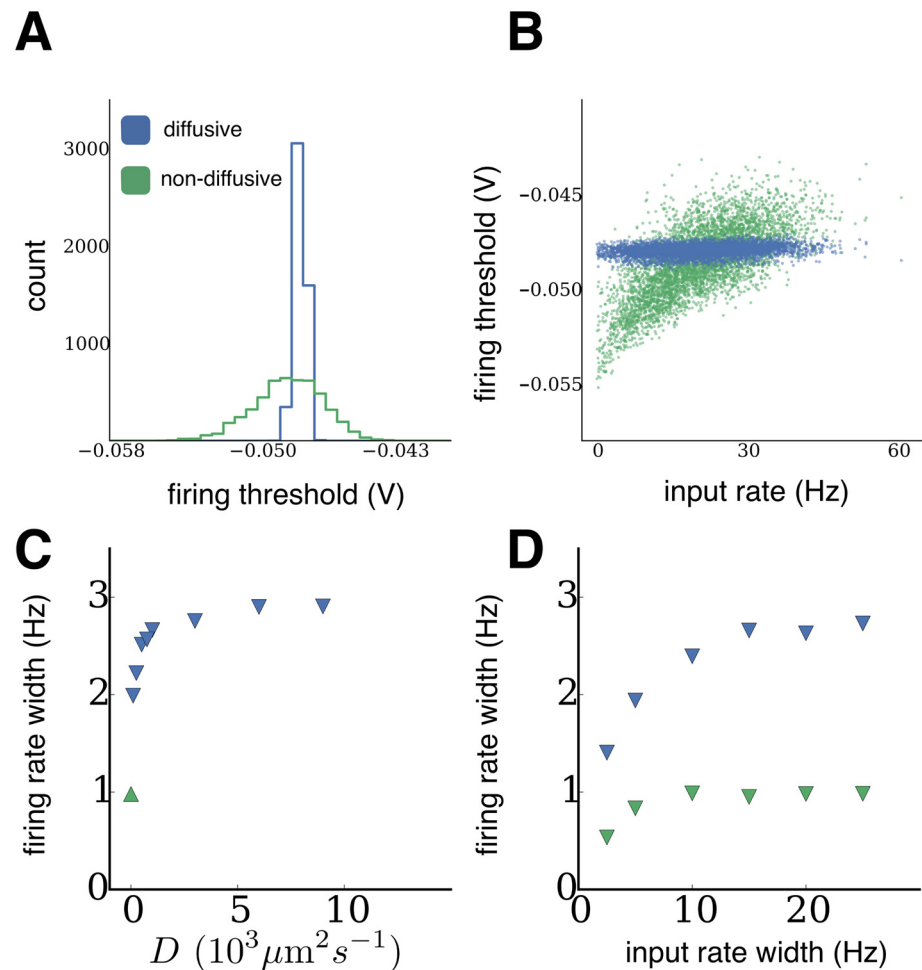 A
count
3000
2000
1000
diffusive
non-diffusive
−0.058
−0.050
−0.043
firing threshold (V)
B
firing threshold (V)
−0.045
−0.050
−0.055
0
30
60
input rate (Hz)
C
firing rate width (Hz)
3
2
1
0
0
5
10
D (10³μm²s⁻¹)
D
firing rate width (Hz)
3
2
1
0
0
10
20
input rate width (Hz)